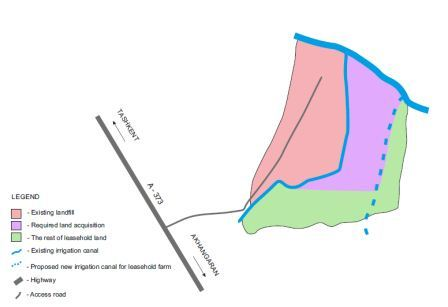 TASHKENT
A - 373
AKHANGARAN
LEGEND
- Existing landfill
- Required land acquisition
- The rest of leasehold land
- Existing irrigation canal
- Proposed new irrigation canal for leasehold farm
- Highway
- Access road